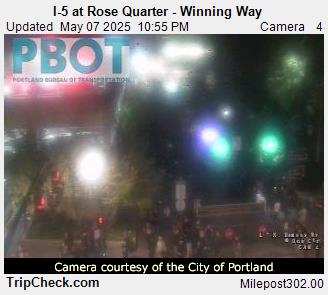 I-5 at Rose Quarter - Winning Way
Updated May 07 2025 10:55 PM Camera 4
PBOT
PORTLAND BUREAU OF TRANSPORTATION
Camera courtesy of the City of Portland
TripCheck.com Milepost302.00